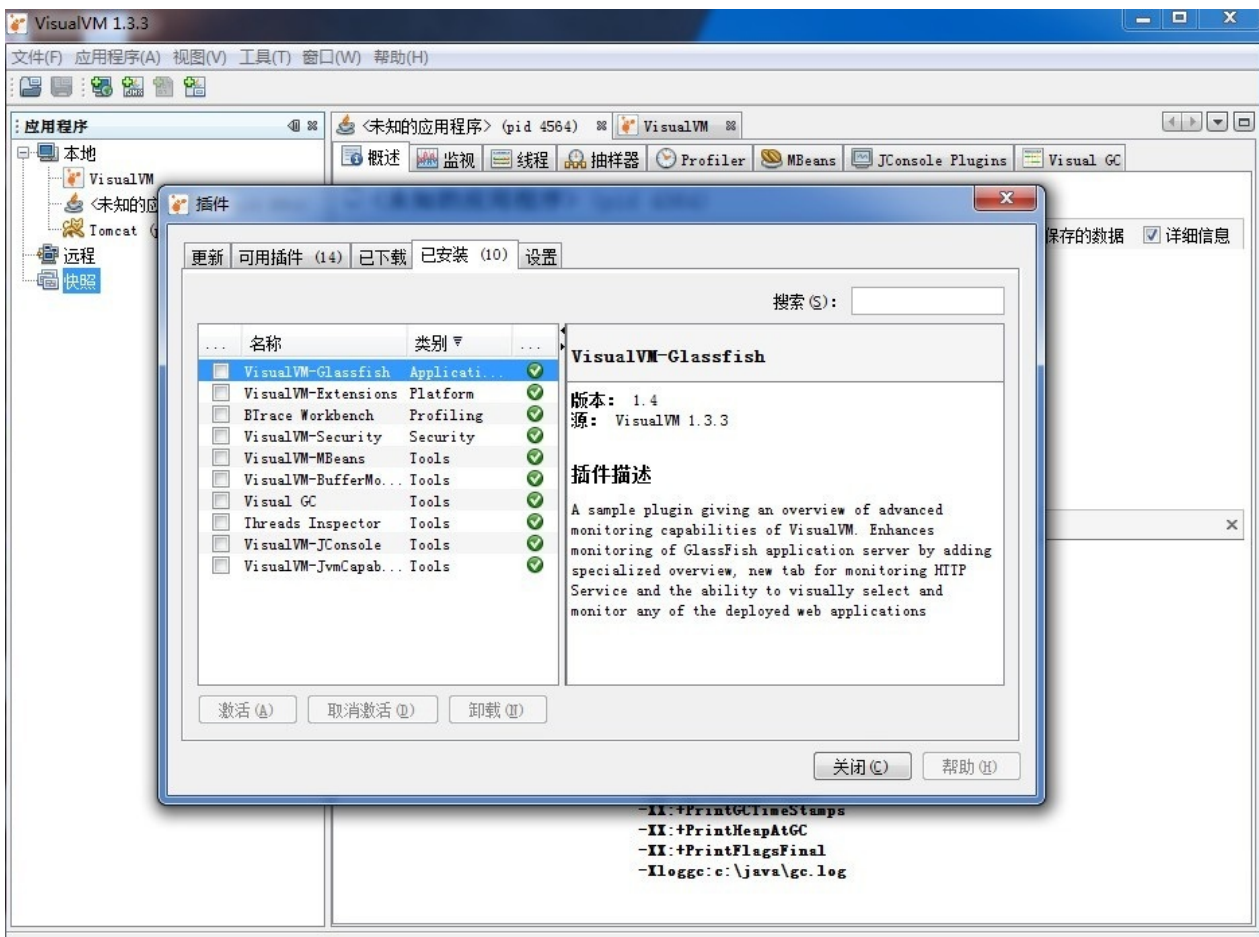 VisualVM 1.3.3
文件(F) 应用程序(A) 视图(V) 工具(T) 窗口(W) 帮助(H)
应用程序
<未知的应用程序> (pid 4564) VisualVM
本地
概述 监视 线程 抽样器 Profiler MBeans JConsole Plugins Visual GC
VisualVM
<未知的应
Tomcat
远程
快照
保存的数据 详细信息
插件
更新 可用插件 (14) 已下载 已安装 (10) 设置
搜索(S):
... 名称 类别 ...
VisualVM-Glassfish Applicati...
VisualVM-Extensions Platform
BTrace Workbench Profiling
VisualVM-Security Security
VisualVM-MBeans Tools
VisualVM-BufferMo... Tools
Visual GC Tools
Threads Inspector Tools
VisualVM-JConsole Tools
VisualVM-JvmCapab... Tools
VisualVM-Glassfish
版本: 1.4
源: VisualVM 1.3.3
插件描述
A sample plugin giving an overview of advanced
monitoring capabilities of VisualVM. Enhances
monitoring of GlassFish application server by adding
specialized overview, new tab for monitoring HTTP
Service and the ability to visually select and
monitor any of the deployed web applications
激活(A) 取消激活(D) 卸载(N)
关闭(C) 帮助(H)
-XX:+PrintGCTimeStamps
-XX:+PrintHeapAtGC
-XX:+PrintFlagsFinal
-Xloggc:c:\java\gc.log